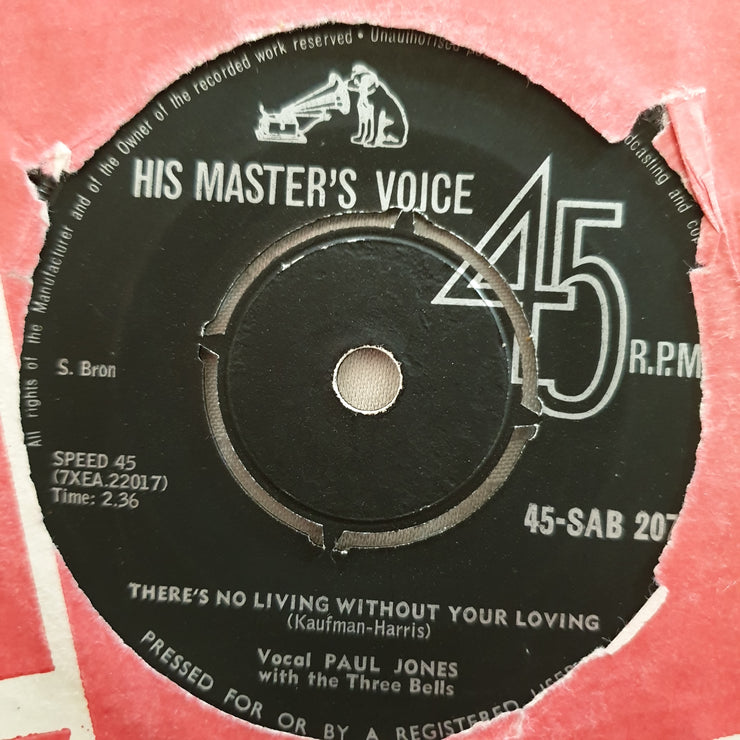 All rights of the Manufacturer and of the Owner of the recorded work reserved •
HIS MASTER'S VOICE
45
R.P.M
S. Bron
SPEED 45
(7XEA.22017)
Time: 2.36
45-SAB 207
THERE'S NO LIVING WITHOUT YOUR LOVING
(Kaufman-Harris)
Vocal PAUL JONES
with the Three Bells
PRESSED FOR OR BY A REGISTERED